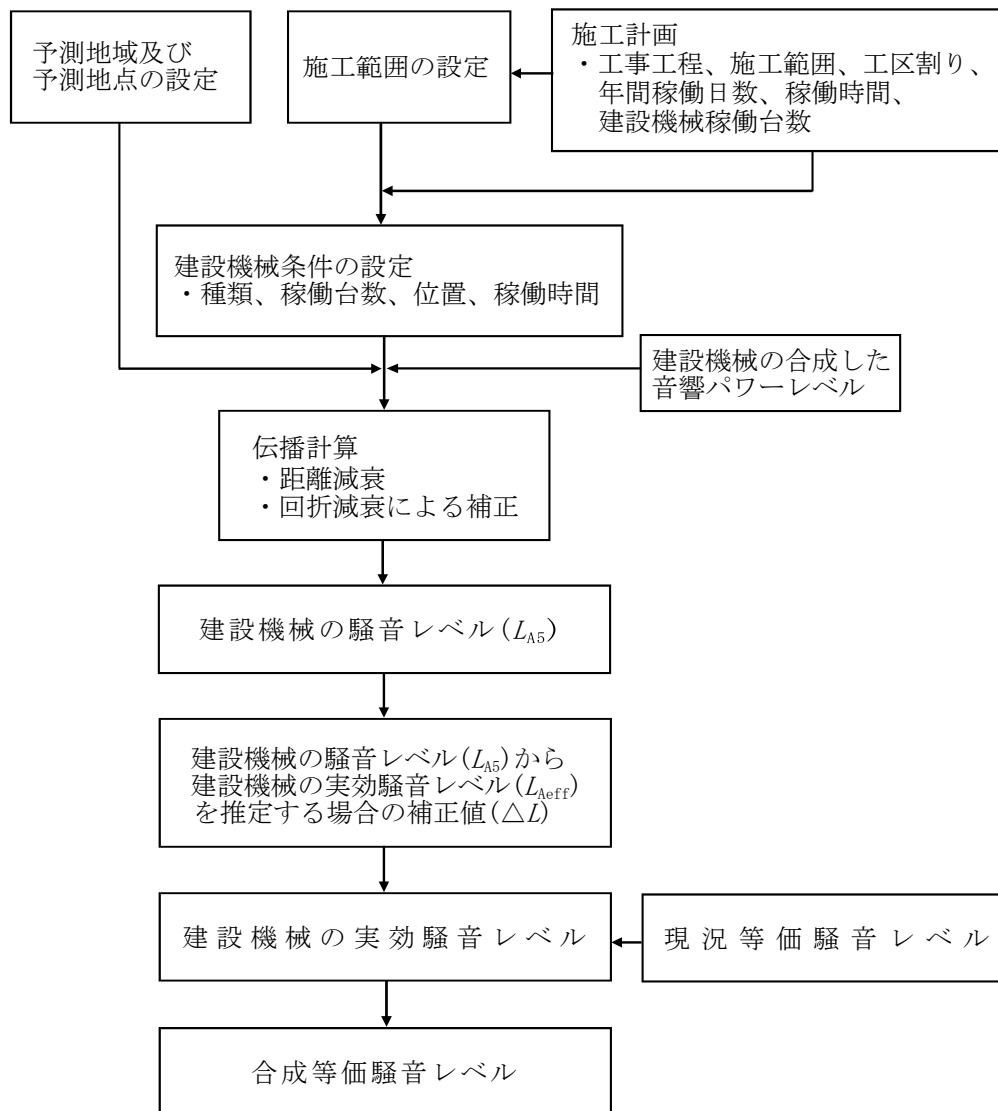 予測地域及び
予測地点の設定
施工範囲の設定
施工計画
・工事工程、施工範囲、工区割り、
年間稼働日数、稼働時間、
建設機械稼働台数
建設機械条件の設定
・種類、稼働台数、位置、稼働時間
建設機械の合成した
音響パワーレベル
伝播計算
・距離減衰
・回折減衰による補正
建設機械の騒音レベル(LA5)
建設機械の騒音レベル(LA5)から
建設機械の実効騒音レベル(LAeff)
を推定する場合の補正値(△L)
建設機械の実効騒音レベル
現況等価騒音レベル
合成等価騒音レベル